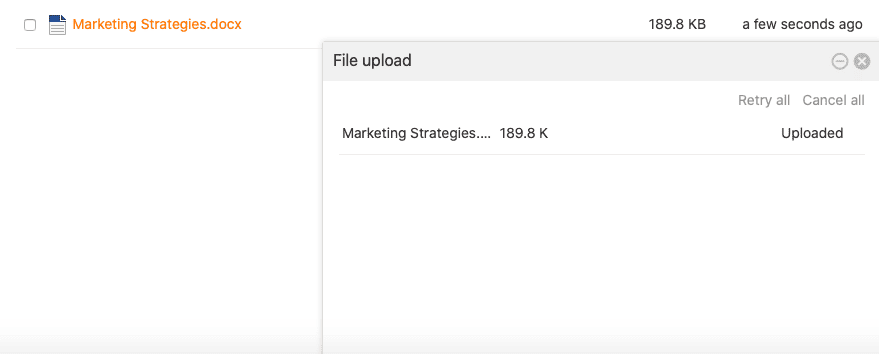 Marketing Strategies.docx 189.8 KB a few seconds ago
File upload
Retry all Cancel all
Marketing Strategies.... 189.8 K Uploaded